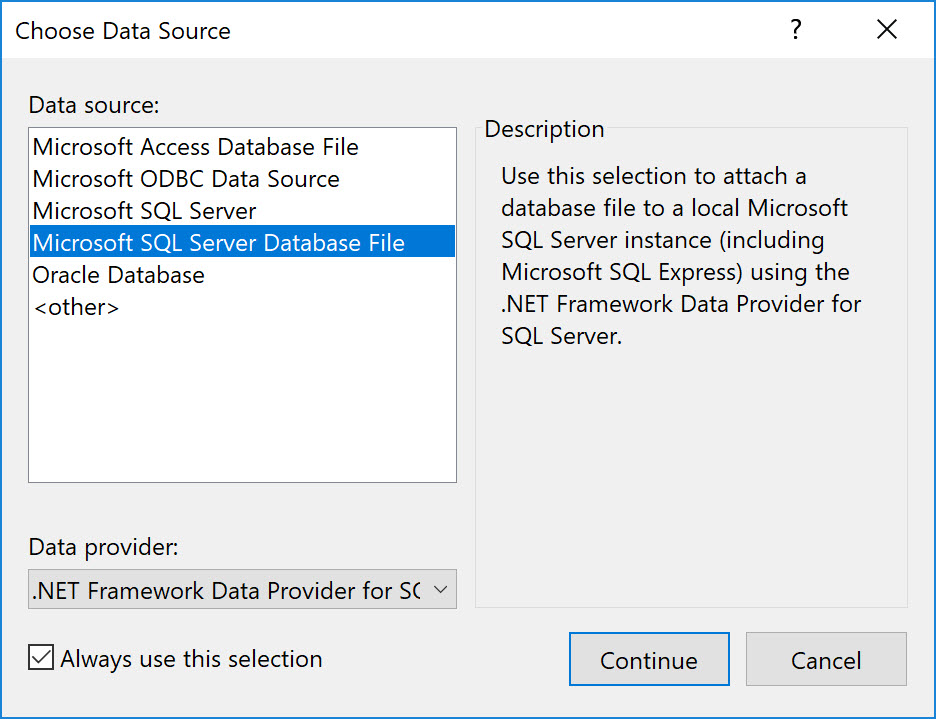 Choose Data Source
?
Data source:
Microsoft Access Database File
Microsoft ODBC Data Source
Microsoft SQL Server
Microsoft SQL Server Database File
Oracle Database
<other>
Description
Use this selection to attach a
database file to a local Microsoft
SQL Server instance (including
Microsoft SQL Express) using the
.NET Framework Data Provider for
SQL Server.
Data provider:
.NET Framework Data Provider for SQ
Always use this selection
Continue
Cancel